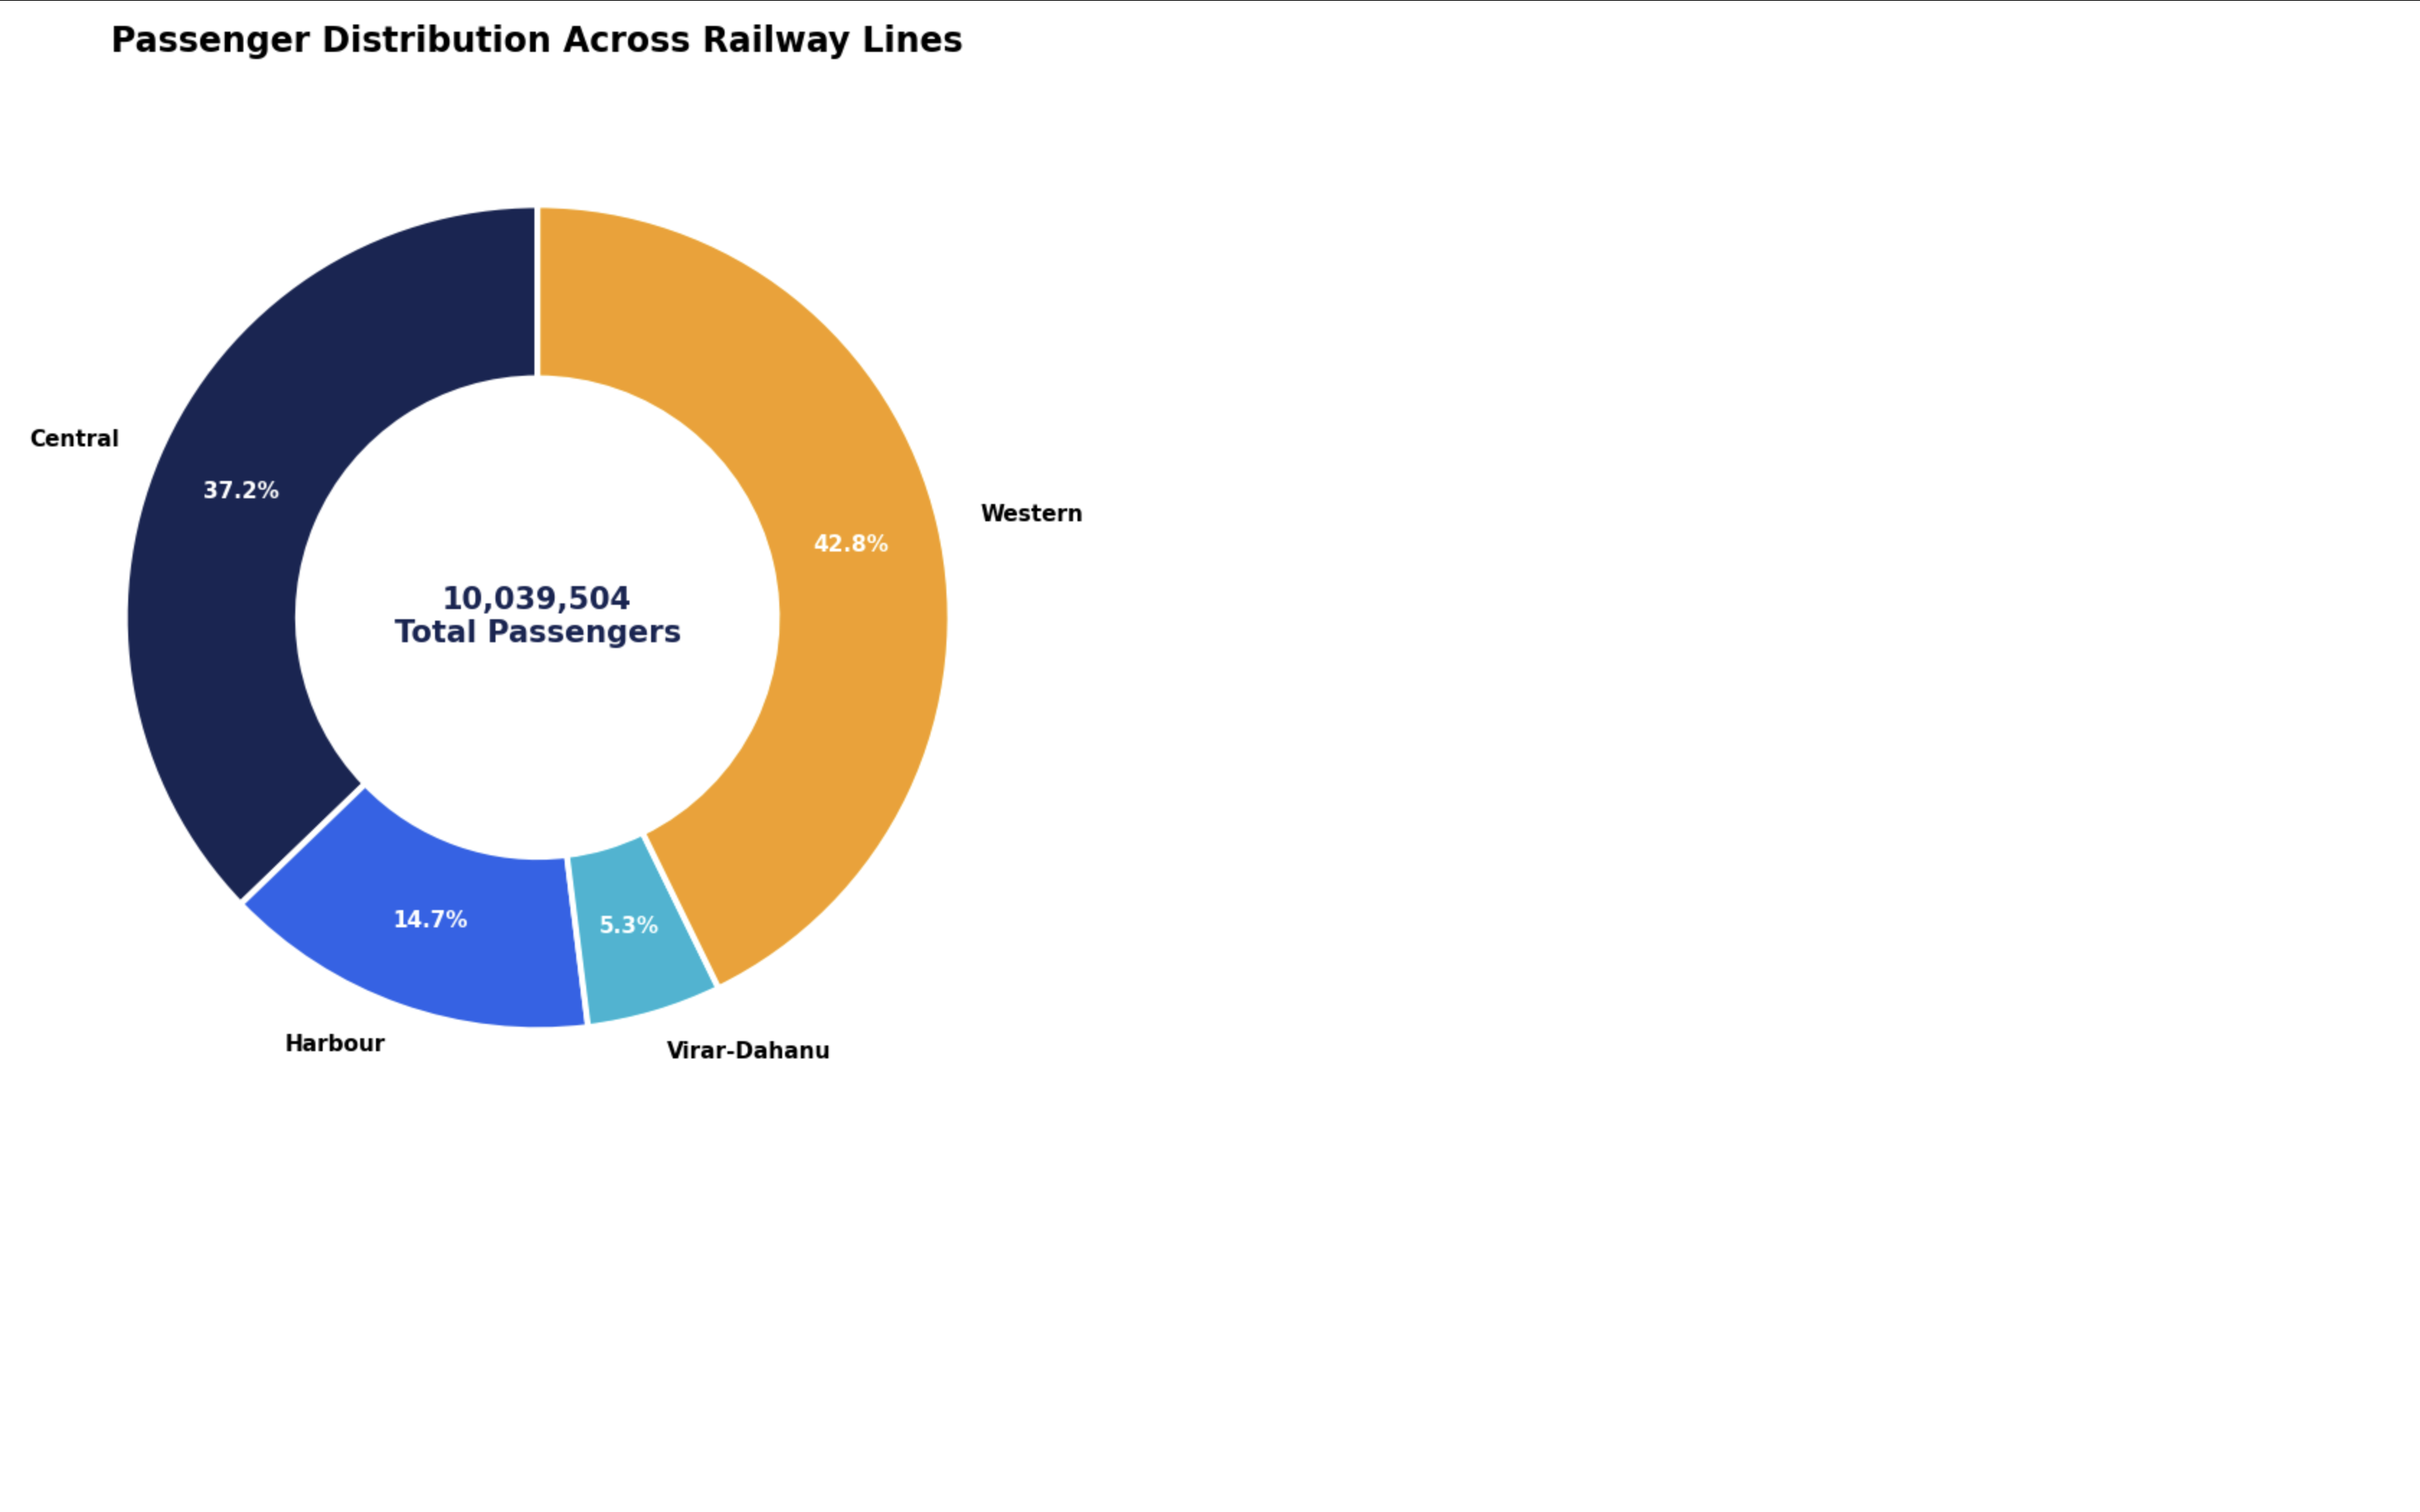 Passenger Distribution Across Railway Lines
Central
37.2%
Western
42.8%
10,039,504
Total Passengers
14.7%
5.3%
Harbour
Virar-Dahanu